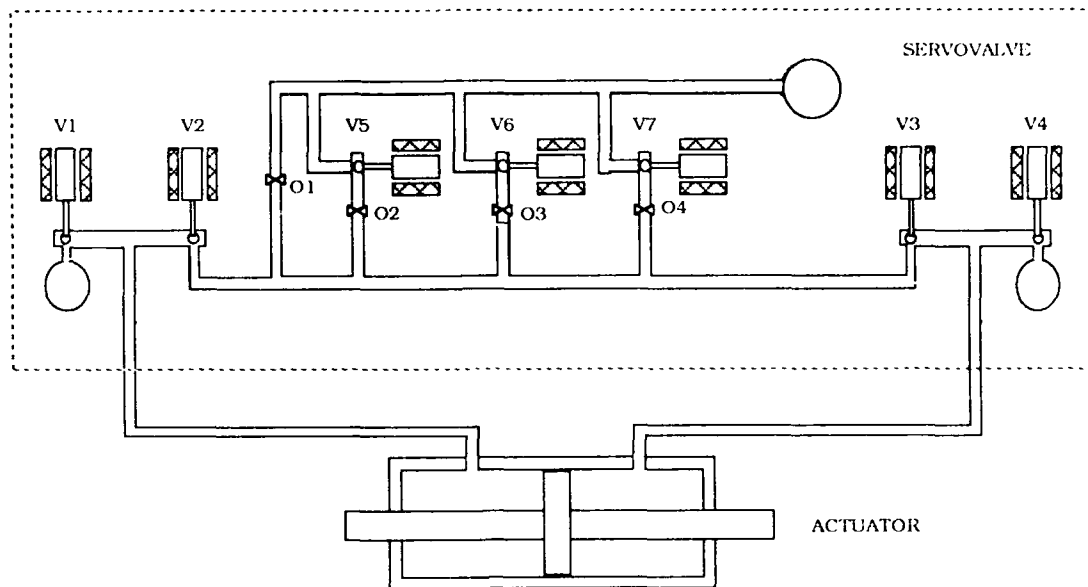 SERVOVALVE
V1
V2
V5
V6
V7
V3
V4
O1
O2
O3
O4
ACTUATOR